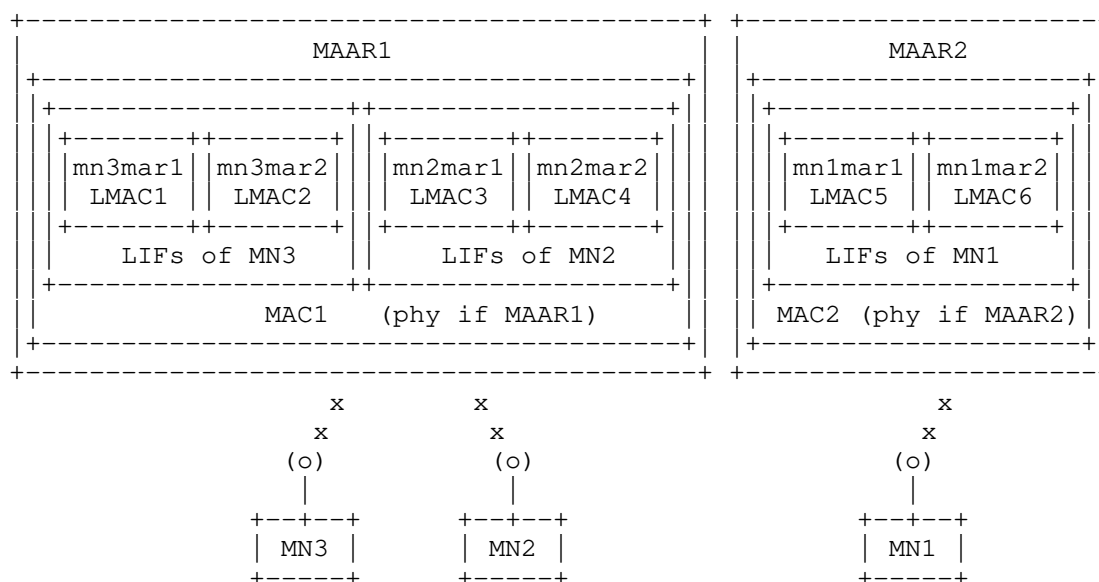 MAAR1 MAAR2
mn3mar1 mn3mar2 mn2mar1 mn2mar2 mn1mar1 mn1mar2
LMAC1 LMAC2 LMAC3 LMAC4 LMAC5 LMAC6
LIFs of MN3 LIFs of MN2 LIFs of MN1
MAC1 (phy if MAAR1) MAC2 (phy if MAAR2)
x x x
x x x
(o) (o) (o)
MN3 MN2 MN1